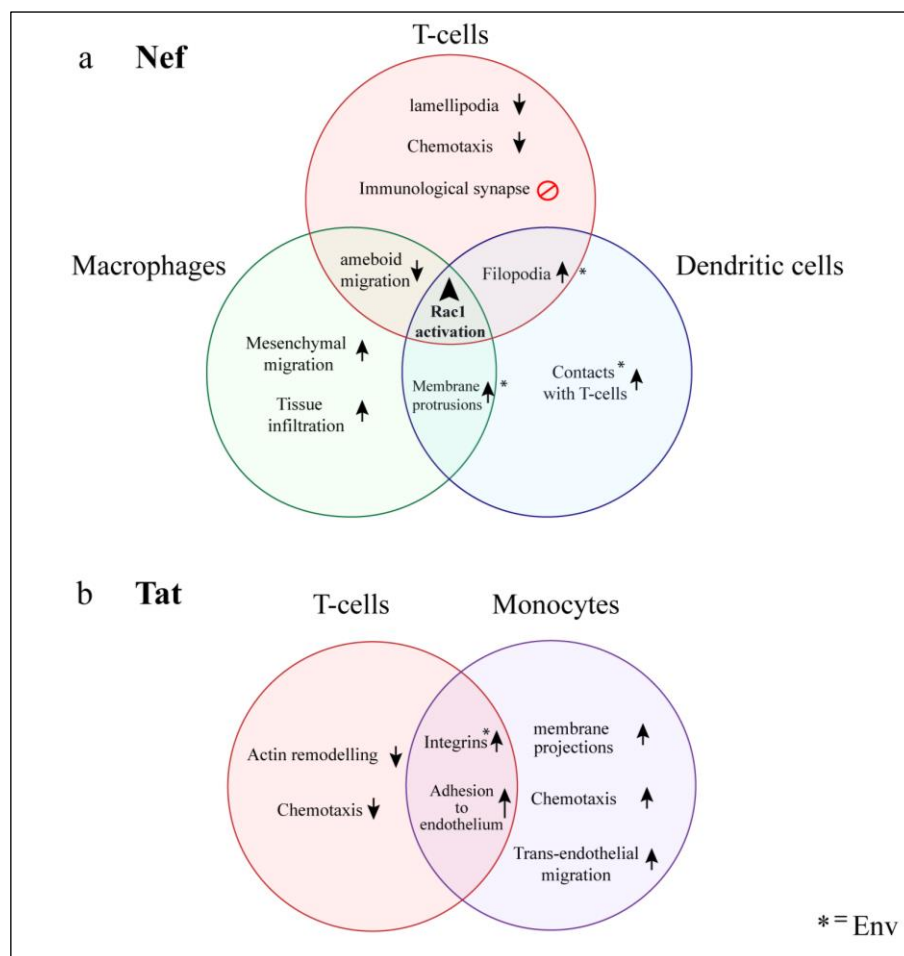 T-cells
a Nef
lamellipodia
Chemotaxis
Immunological synapse
Macrophages
Dendritic cells
ameboid
migration
Filopodia *
Rac1
activation
Mesenchymal
migration
Tissue
infiltration
Membrane
protrusions *
Contacts *
with T-cells
b Tat
T-cells
Monocytes
Actin remodelling
Chemotaxis
Integrins *
Adhesion
to
endothelium
membrane
projections
Chemotaxis
Trans-endothelial
migration
* = Env